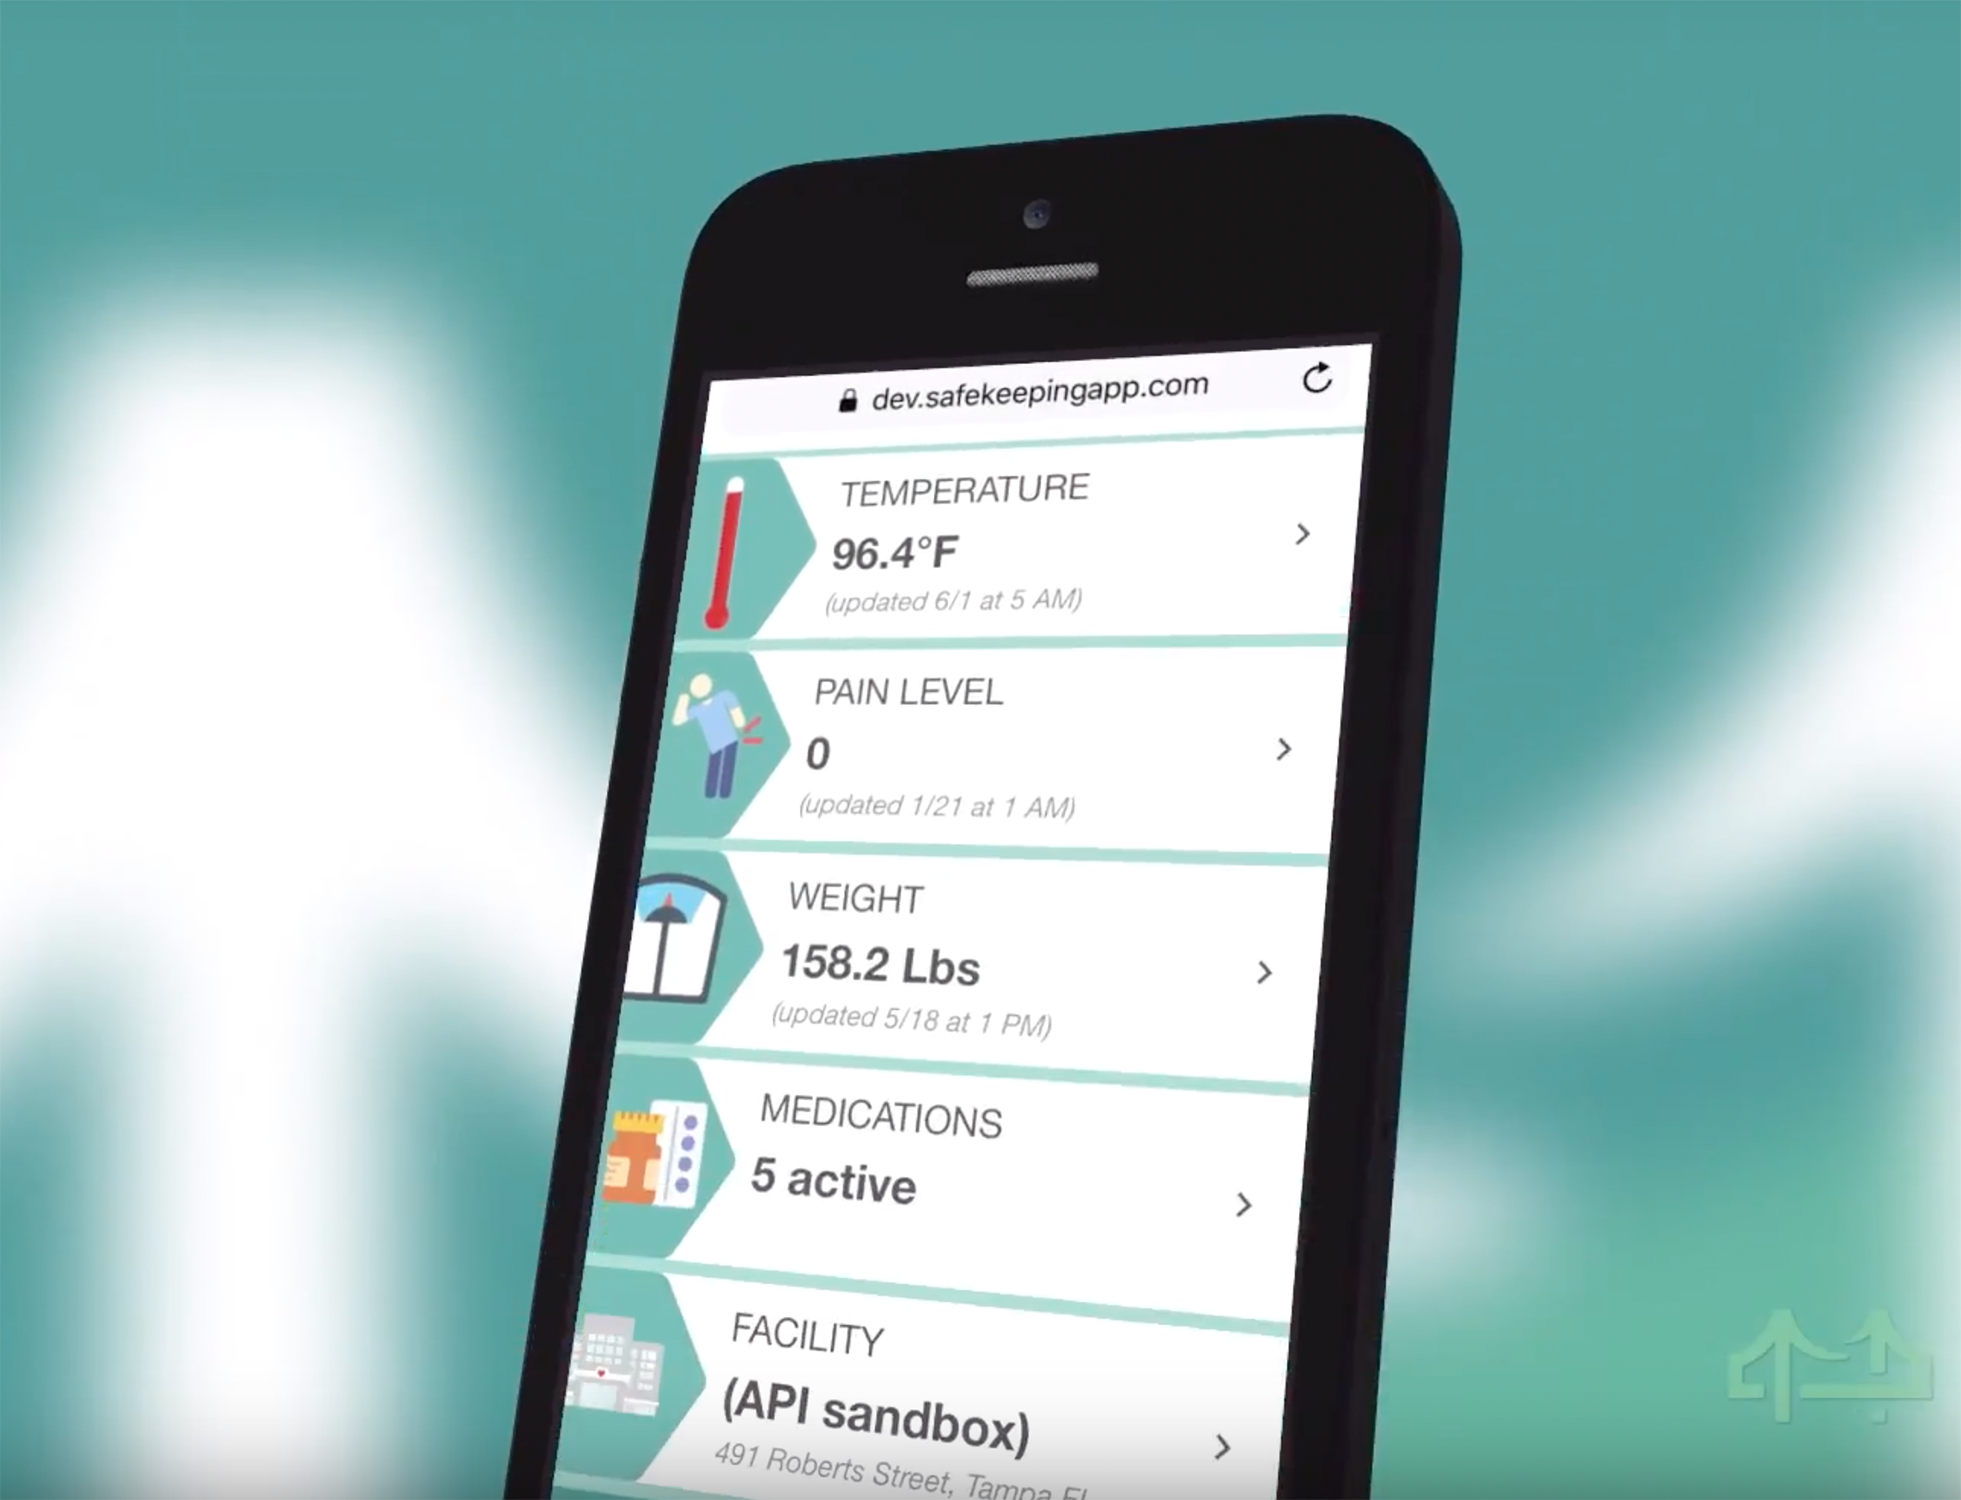 dev.safekeepingapp.com
TEMPERATURE
96.4°F
(updated 6/1 at 5 AM)
PAIN LEVEL
0
(updated 1/21 at 1 AM)
WEIGHT
158.2 Lbs
(updated 5/18 at 1 PM)
MEDICATIONS
5 active
FACILITY
(API sandbox)
491 Roberts Street, Tampa FL